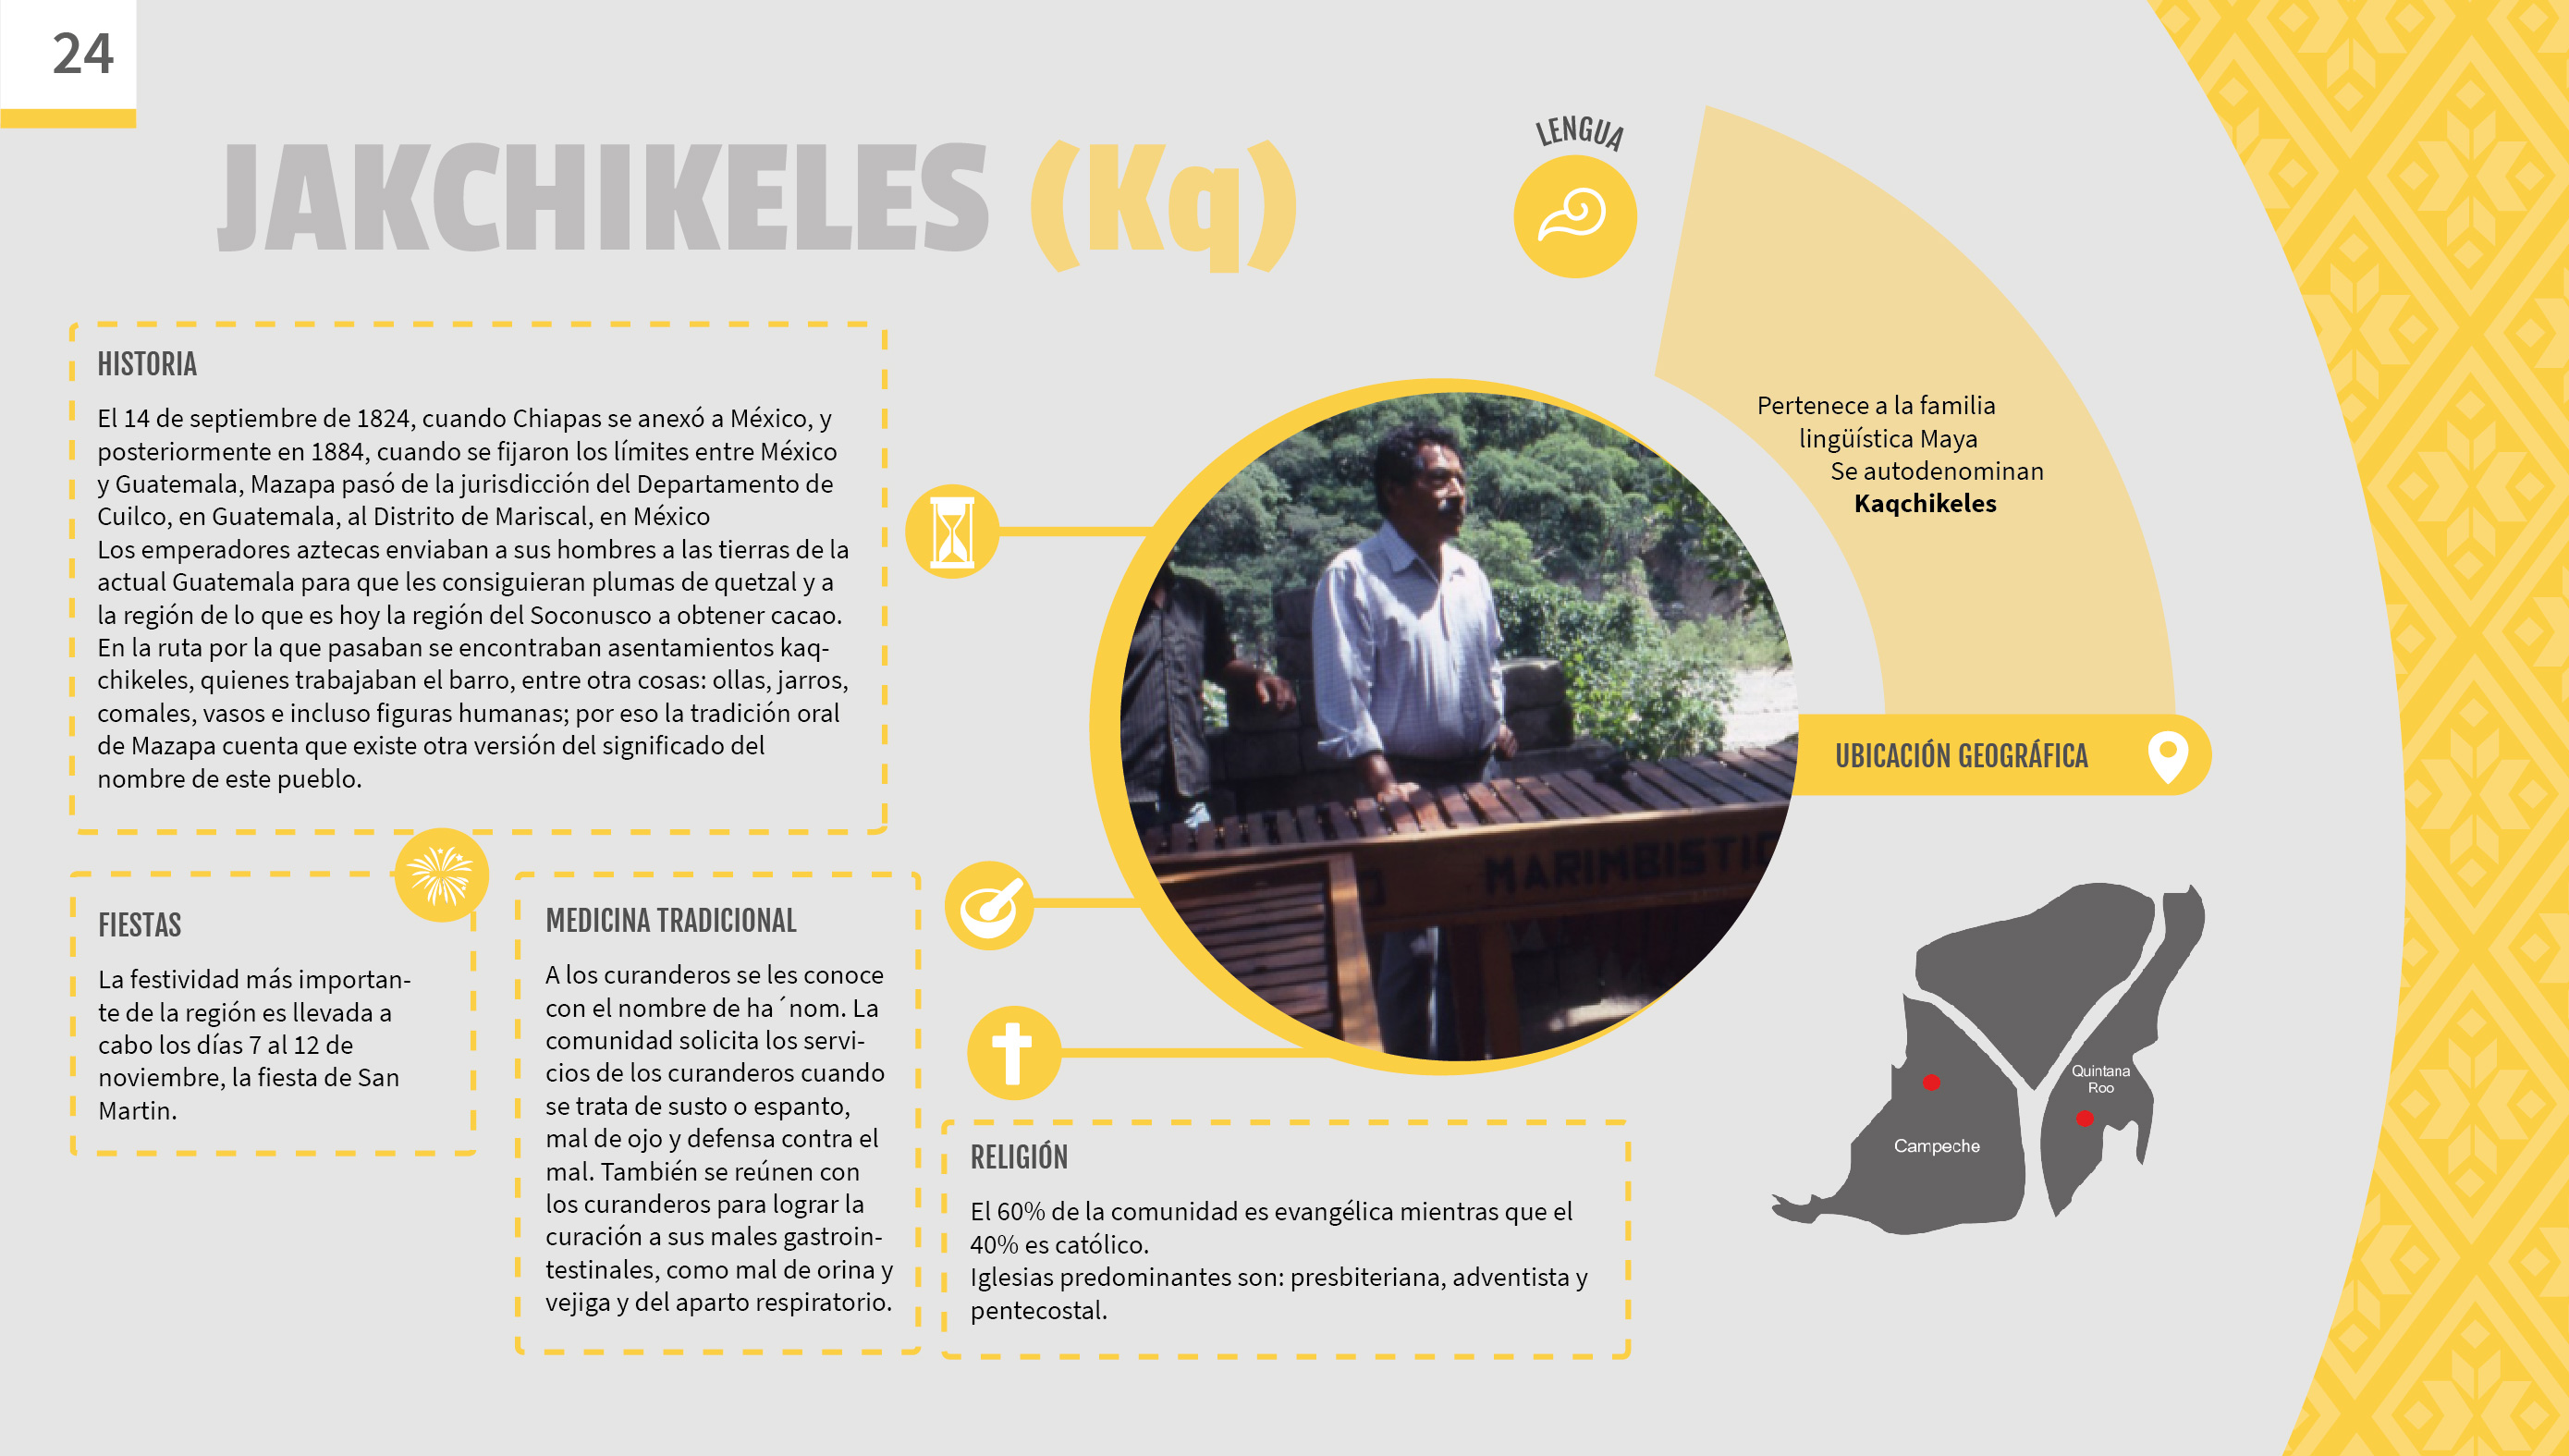 24
JAKCHIKELES (Kq)
LENGUA
Pertenece a la familia
lingüística Maya
Se autodenominan
Kaqchikeles
HISTORIA
El 14 de septiembre de 1824, cuando Chiapas se anexó a México, y
posteriormente en 1884, cuando se fijaron los límites entre México
y Guatemala, Mazapa pasó de la jurisdicción del Departamento de
Cuilco, en Guatemala, al Distrito de Mariscal, en México
Los emperadores aztecas enviaban a sus hombres a las tierras de la
actual Guatemala para que les consiguieran plumas de quetzal y a
la región de lo que es hoy la región del Soconusco a obtener cacao.
En la ruta por la que pasaban se encontraban asentamientos kaq-
chikeles, quienes trabajaban el barro, entre otra cosas: ollas, jarros,
comales, vasos e incluso figuras humanas; por eso la tradición oral
de Mazapa cuenta que existe otra versión del significado del
nombre de este pueblo.
UBICACIÓN GEOGRÁFICA
MARIMBISTIC
FIESTAS
La festividad más importan-
te de la región es llevada a
cabo los días 7 al 12 de
noviembre, la fiesta de San
Martin.
MEDICINA TRADICIONAL
A los curanderos se les conoce
con el nombre de ha´nom. La
comunidad solicita los servi-
cios de los curanderos cuando
se trata de susto o espanto,
mal de ojo y defensa contra el
mal. También se reúnen con
los curanderos para lograr la
curación a sus males gastroin-
testinales, como mal de orina y
vejiga y del aparto respiratorio.
RELIGIÓN
El 60% de la comunidad es evangélica mientras que el
40% es católico.
Iglesias predominantes son: presbiteriana, adventista y
pentecostal.
Quintana
Roo
Campeche